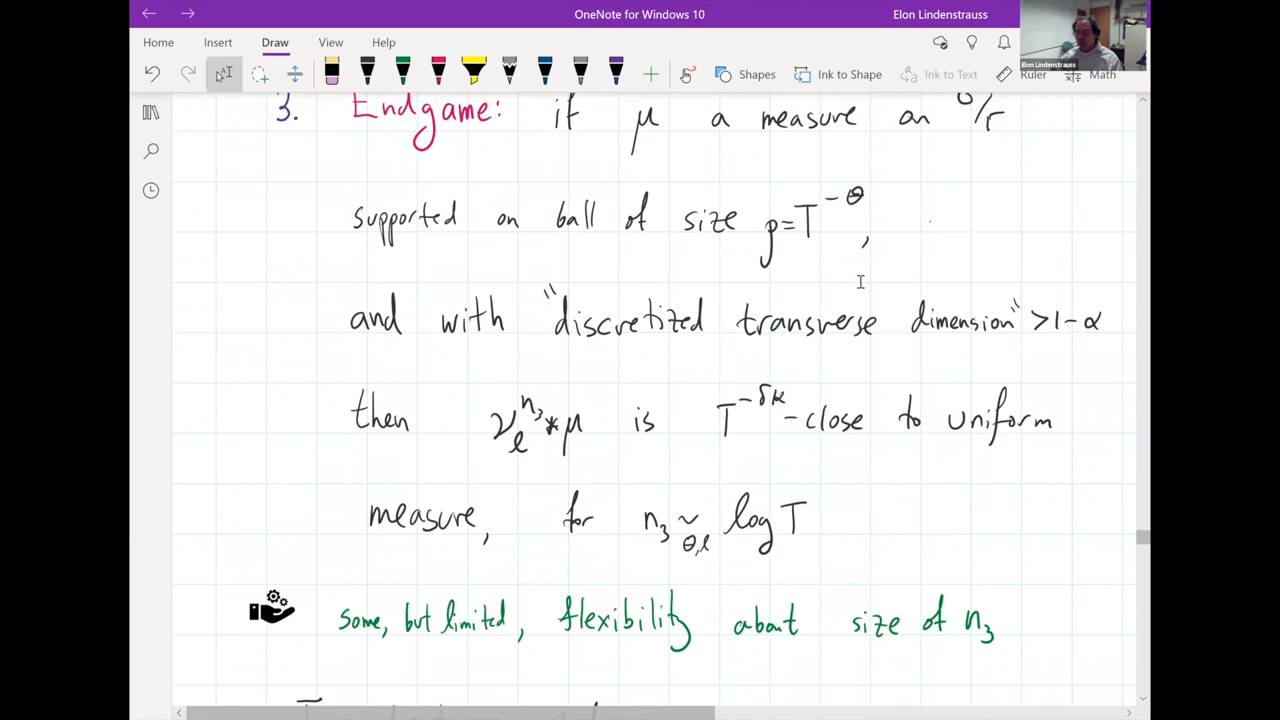 OneNote for Windows 10
Elon Lindenstrauss
Home Insert Draw View Help
Shapes Ink to Shape Ink to Text Ruler Math
Elon Lindenstrauss
3. Endgame: if μ a measure on G/Γ
supported on ball of size ρ=T^{-θ},
and with "discretized transverse dimension" >1-α
then ν_ℓ^{n_3}*μ is T^{-δκ}-close to uniform
measure, for n_3 ~_{θ,ℓ} log T
some, but limited, flexibility about size of n_3